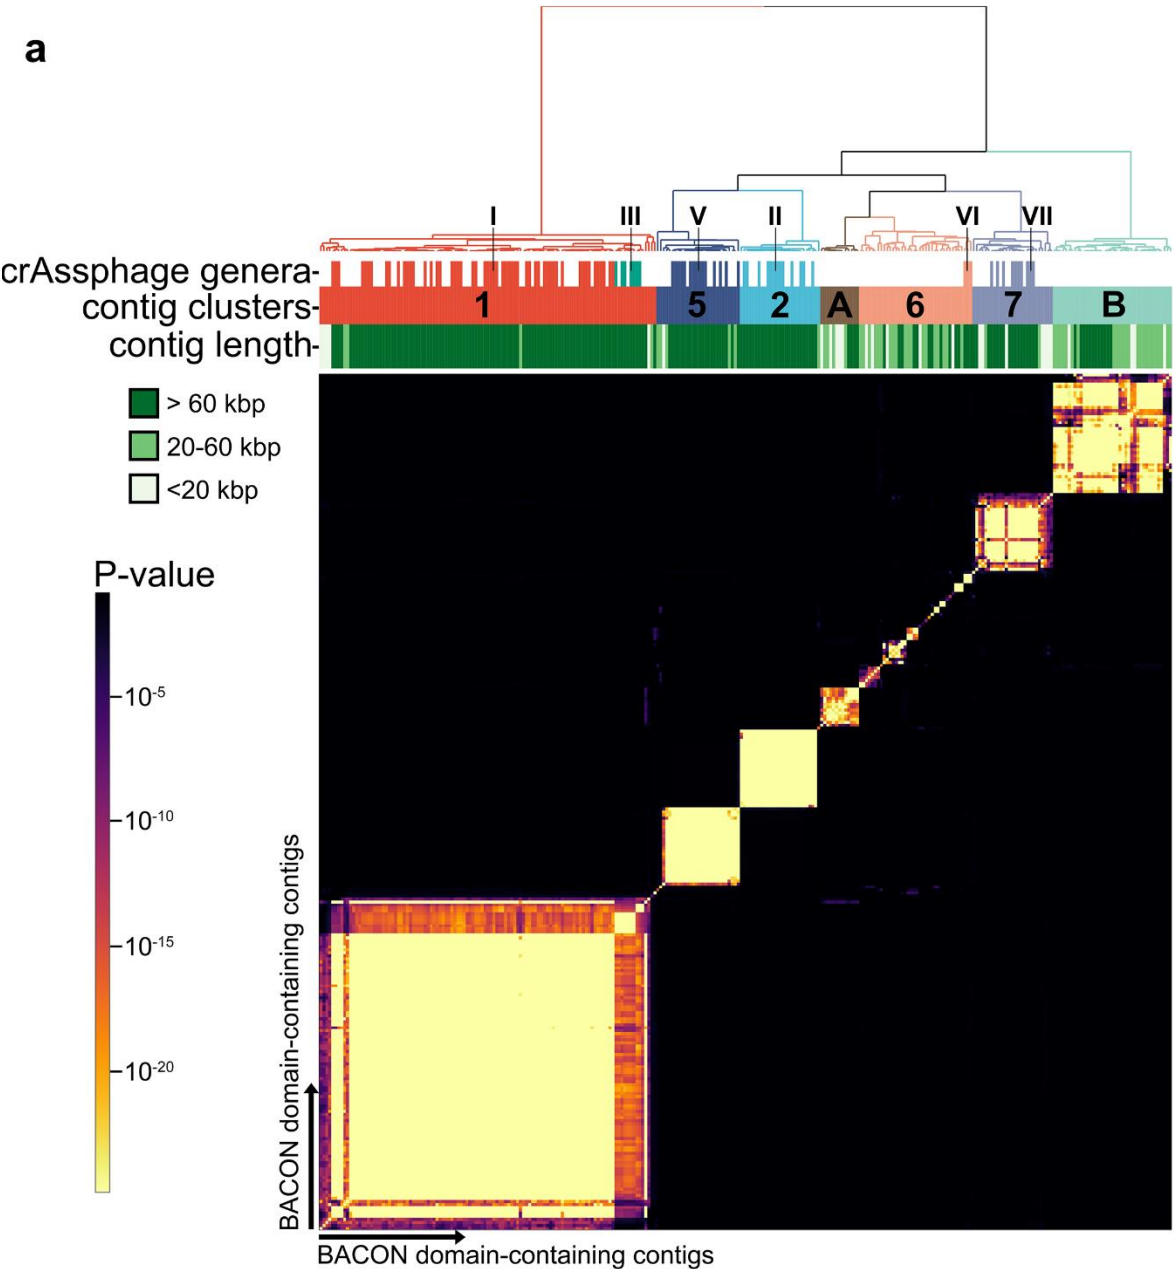 a
I III V II VI VII
crAssphage genera
contig clusters
1 5 2 A 6 7 B
contig length
> 60 kbp
20-60 kbp
<20 kbp
P-value
10-5
10-10
10-15
10-20
BACON domain-containing contigs
BACON domain-containing contigs